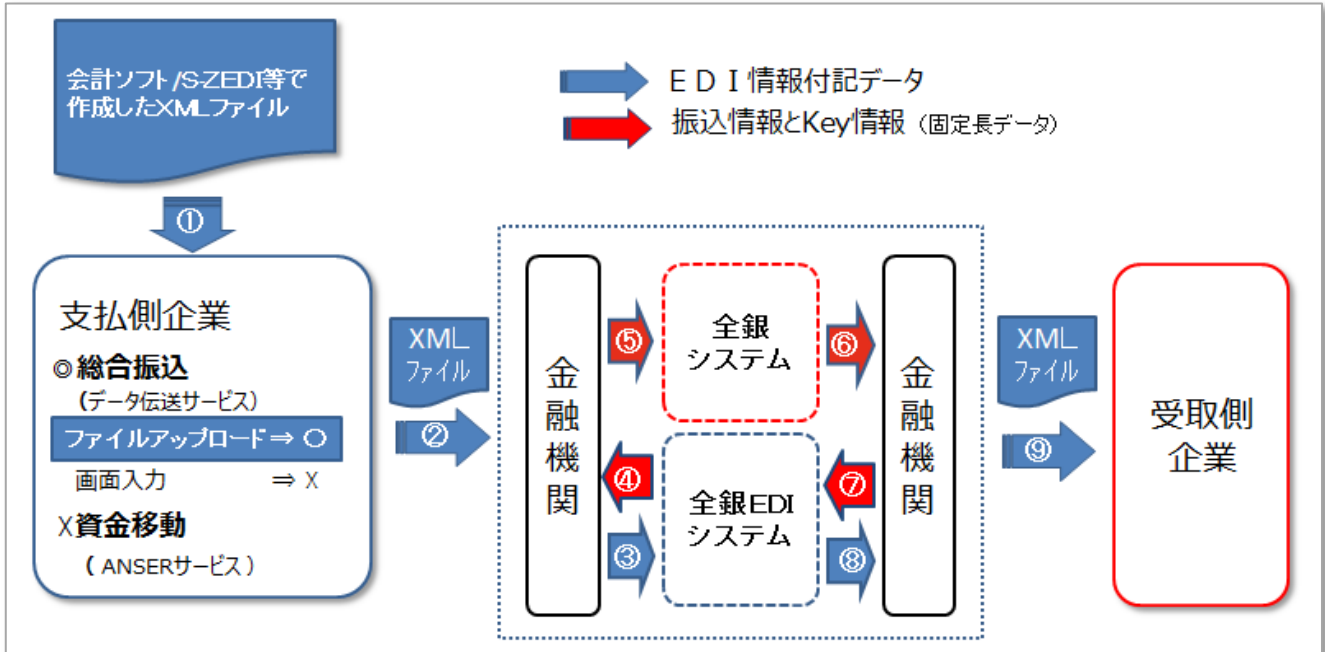 会計ソフト/S-ZEDI等で
作成したXMLファイル
ＥＤＩ情報付記データ
振込情報とKey情報（固定長データ）
①
支払側企業
◎総合振込
(データ伝送サービス)
ファイルアップロード⇒ 〇
画面入力 ⇒ X
X資金移動
( ANSERサービス )
XML
ファイル
②
金融機関
⑤
全銀
システム
⑥
④
③
全銀EDI
システム
⑦
⑧
金融機関
XML
ファイル
⑨
受取側
企業